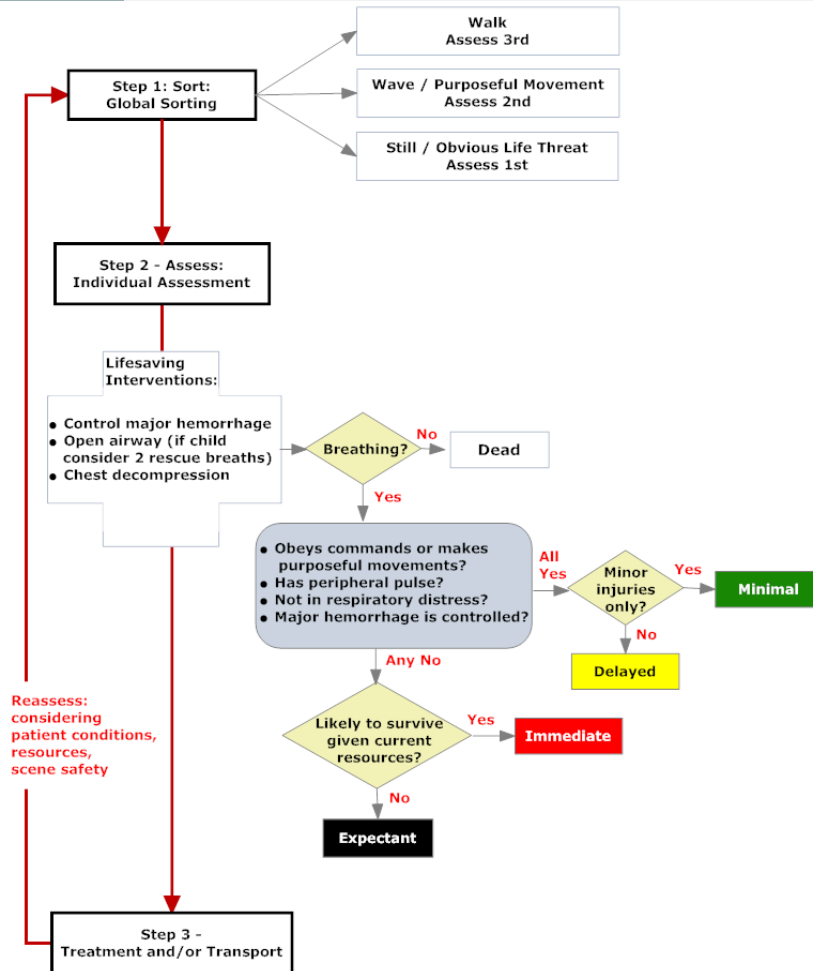 Walk
Assess 3rd
Step 1: Sort:
Global Sorting
Wave / Purposeful Movement
Assess 2nd
Still / Obvious Life Threat
Assess 1st
Step 2 - Assess:
Individual Assessment
Lifesaving
Interventions:
• Control major hemorrhage
• Open airway (if child
consider 2 rescue breaths)
• Chest decompression
Breathing?
No
Dead
Yes
• Obeys commands or makes
purposeful movements?
• Has peripheral pulse?
• Not in respiratory distress?
• Major hemorrhage is controlled?
All
Yes
Minor
injuries
only?
Yes
Minimal
No
Delayed
Any No
Likely to survive
given current
resources?
Yes
Immediate
No
Expectant
Reassess:
considering
patient conditions,
resources,
scene safety
Step 3 -
Treatment and/or Transport